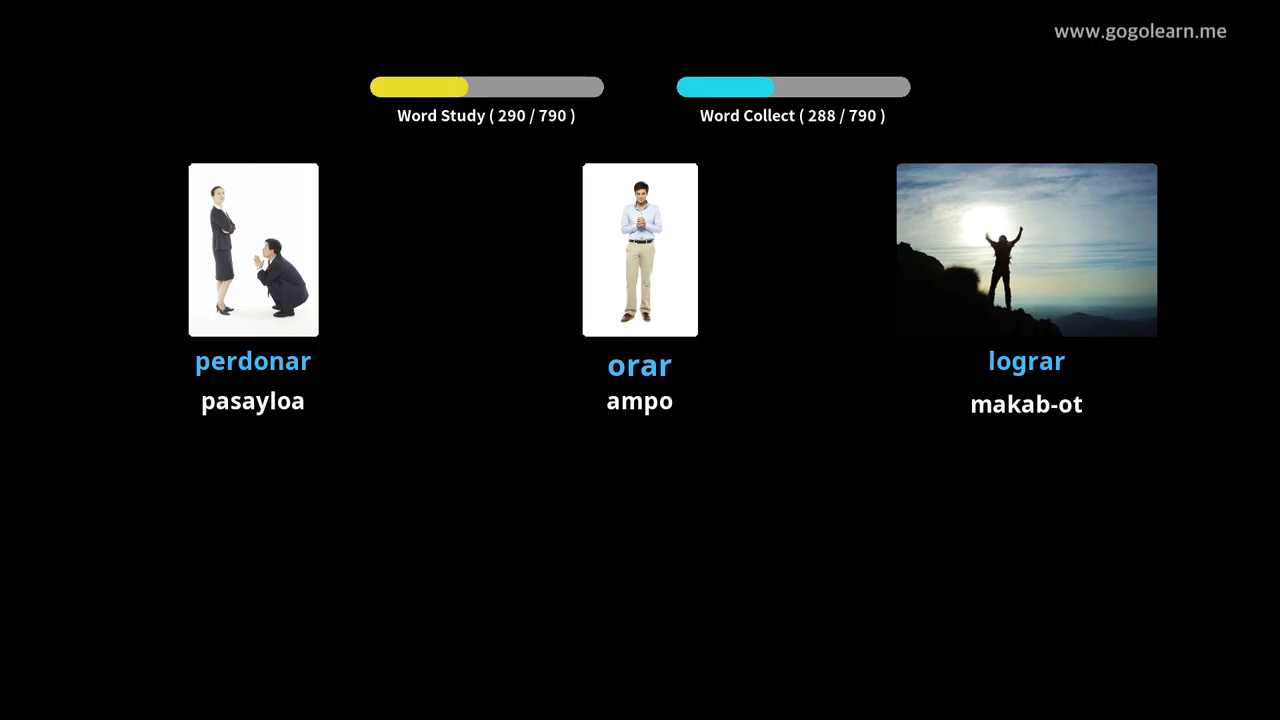 www.gogolearn.me
Word Study ( 290 / 790 )
Word Collect ( 288 / 790 )
perdonar
pasayloa
orar
ampo
lograr
makab-ot